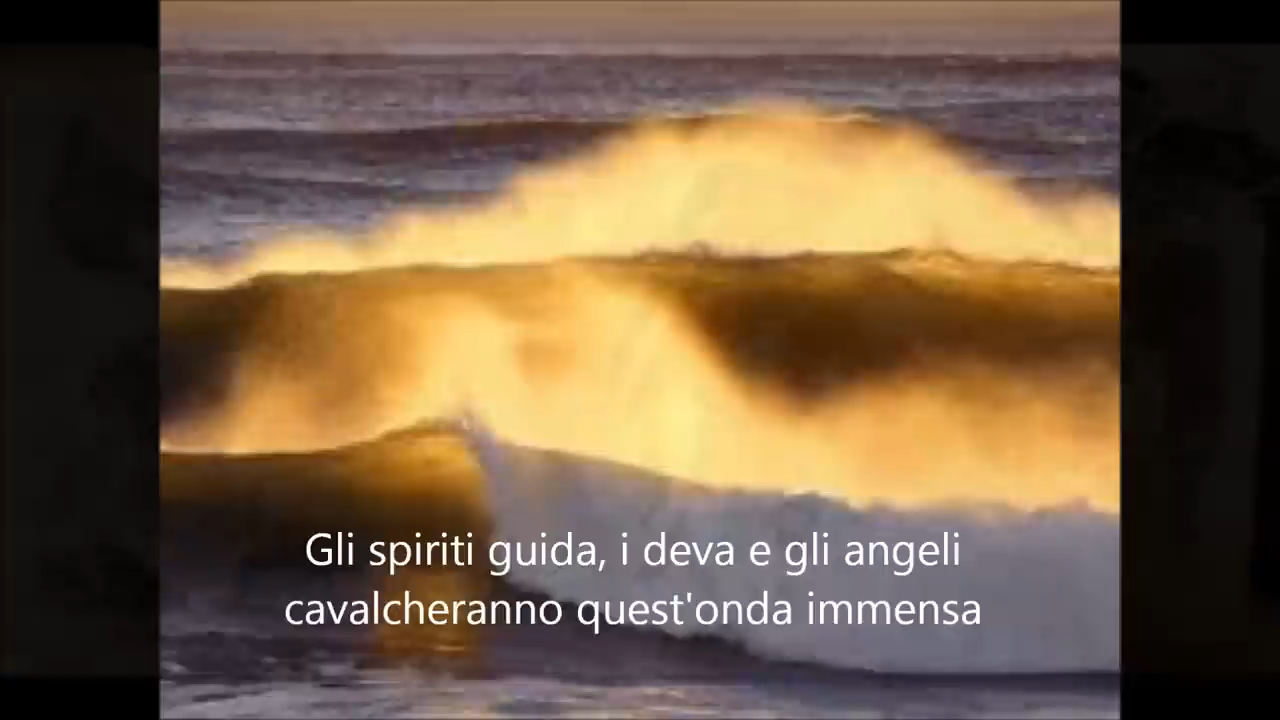 Gli spiriti guida, i deva e gli angeli
cavalcheranno quest'onda immensa